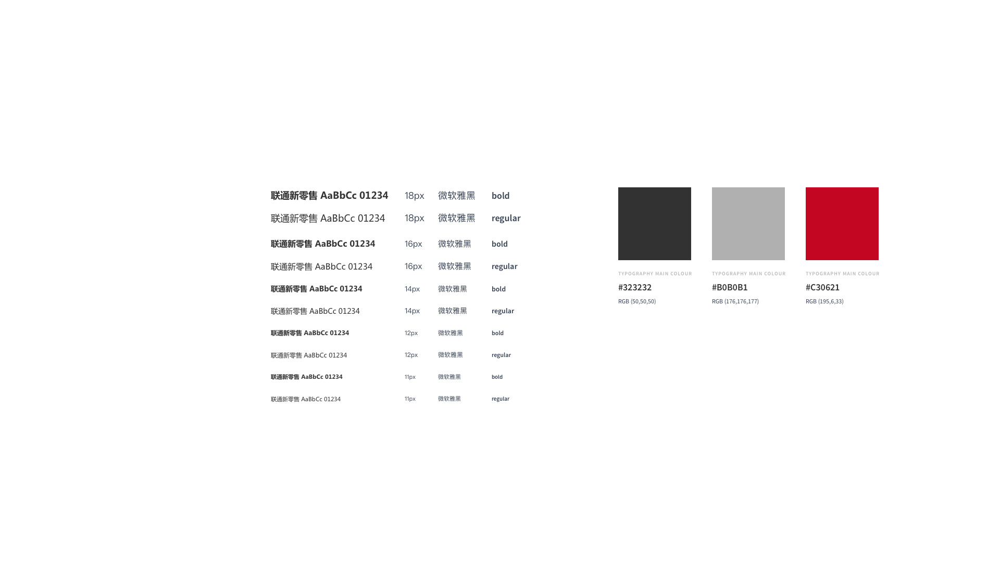 联通新零售 AaBbCc 01234 18px 微软雅黑 bold
联通新零售 AaBbCc 01234 18px 微软雅黑 regular
联通新零售 AaBbCc 01234 16px 微软雅黑 bold
联通新零售 AaBbCc 01234 16px 微软雅黑 regular
联通新零售 AaBbCc 01234 14px 微软雅黑 bold
联通新零售 AaBbCc 01234 14px 微软雅黑 regular
联通新零售 AaBbCc 01234 12px 微软雅黑 bold
联通新零售 AaBbCc 01234 12px 微软雅黑 regular
联通新零售 AaBbCc 01234 11px 微软雅黑 bold
联通新零售 AaBbCc 01234 11px 微软雅黑 regular
TYPOGRAPHY MAIN COLOUR
#323232
RGB (50,50,50)
TYPOGRAPHY MAIN COLOUR
#B0B0B1
RGB (176,176,177)
TYPOGRAPHY MAIN COLOUR
#C30621
RGB (195,6,33)